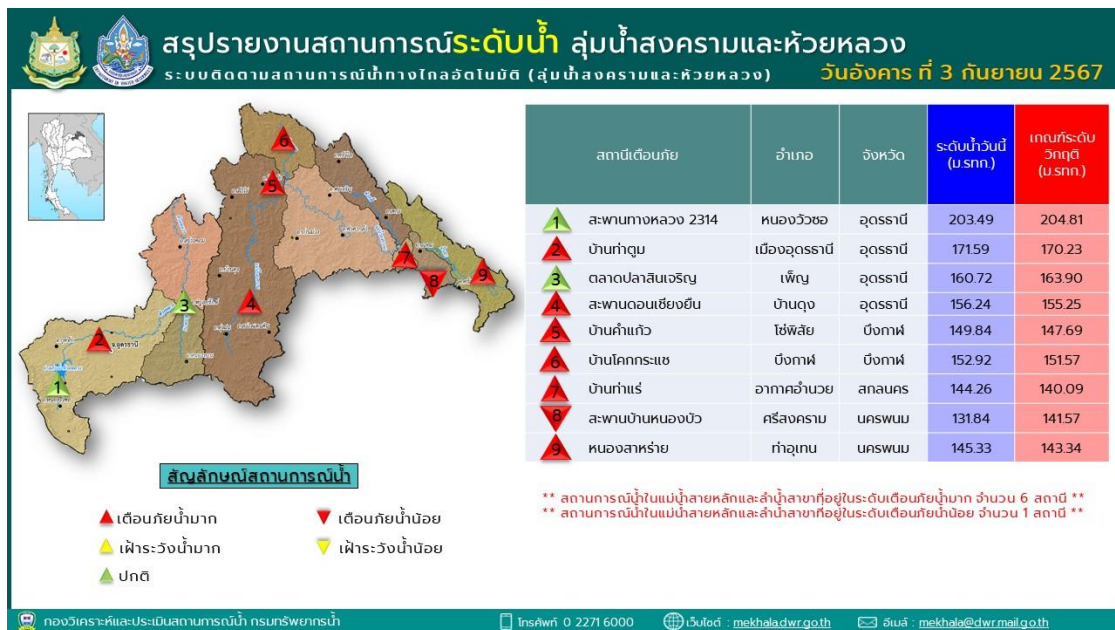 สรุปรายงานสถานการณ์ระดับน้ำ ลุ่มน้ำสงครามและห้วยหลวง
ระบบติดตามสถานการณ์น้ำทางไกลอัตโนมัติ (ลุ่มน้ำสงครามและห้วยหลวง) วันอังคาร ที่ 3 กันยายน 2567
สถานีเตือนภัย อำเภอ จังหวัด ระดับน้ำวันนี้ (ม.รทก.) เกณฑ์ระดับวิกฤติ (ม.รทก.)
1 สะพานทางหลวง 2314 หนองวัวซอ อุดรธานี 203.49 204.81
2 บ้านท่าตูม เมืองอุดรธานี อุดรธานี 171.59 170.23
3 ตลาดปลาสินเจริญ เพ็ญ อุดรธานี 160.72 163.90
4 สะพานดอนเชียงยืน บ้านดุง อุดรธานี 156.24 155.25
5 บ้านคำแก้ว โซ่พิสัย บึงกาฬ 149.84 147.69
6 บ้านโคกกระแซ บึงกาฬ บึงกาฬ 152.92 151.57
7 บ้านท่าแร่ อากาศอำนวย สกลนคร 144.26 140.09
8 สะพานบ้านหนองบัว ศรีสงคราม นครพนม 131.84 141.57
9 หนองสาหร่าย ท่าอุเทน นครพนม 145.33 143.34
6
5
7
8
9
3
4
2
จ.อุดรธานี
1
สัญลักษณ์สถานการณ์น้ำ
เตือนภัยน้ำมาก เตือนภัยน้ำน้อย
เฝ้าระวังน้ำมาก เฝ้าระวังน้ำน้อย
ปกติ
** สถานการณ์น้ำในแม่น้ำสายหลักและลำน้ำสาขาที่อยู่ในระดับเตือนภัยน้ำมาก จำนวน 6 สถานี **
** สถานการณ์น้ำในแม่น้ำสายหลักและลำน้ำสาขาที่อยู่ในระดับเตือนภัยน้ำน้อย จำนวน 1 สถานี **
กองวิเคราะห์และประเมินสถานการณ์น้ำ กรมทรัพยากรน้ำ โทรศัพท์ 0 2271 6000 เว็บไซต์ : mekhala.dwr.go.th อีเมล์ : mekhala@dwr.mail.go.th